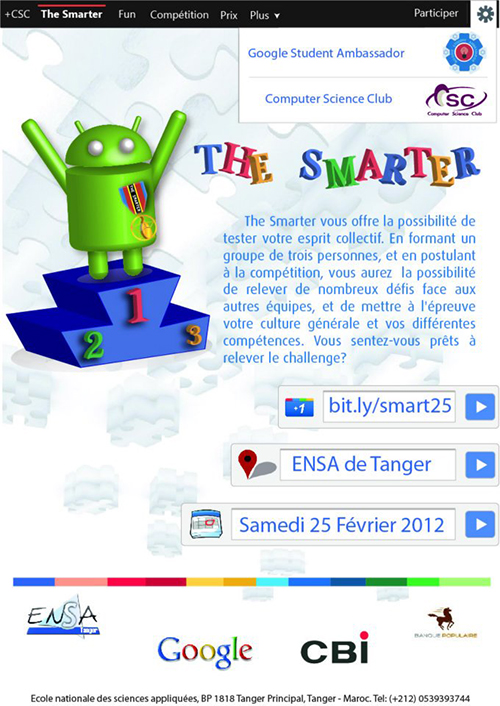 +CSC The Smarter Fun Compétition Prix Plus Participer
Google Student Ambassador
Computer Science Club
CSC
Computer Science Club
THE SMARTER
THE SMARTER
The Smarter vous offre la possibilité de
tester votre esprit collectif. En formant un
groupe de trois personnes, et en postulant
à la compétition, vous aurez la possibilité
de relever de nombreux défis face aux
autres équipes, et de mettre à l'épreuve
votre culture générale et vos différentes
compétences. Vous sentez-vous prêts à
relever le challenge?
1
2
3
+1
bit.ly/smart25
ENSA de Tanger
Samedi 25 Février 2012
ENSA
Tanger
Google
CBI
BANQUE POPULAIRE
Ecole nationale des sciences appliquées, BP 1818 Tanger Principal, Tanger - Maroc. Tel: (+212) 0539393744